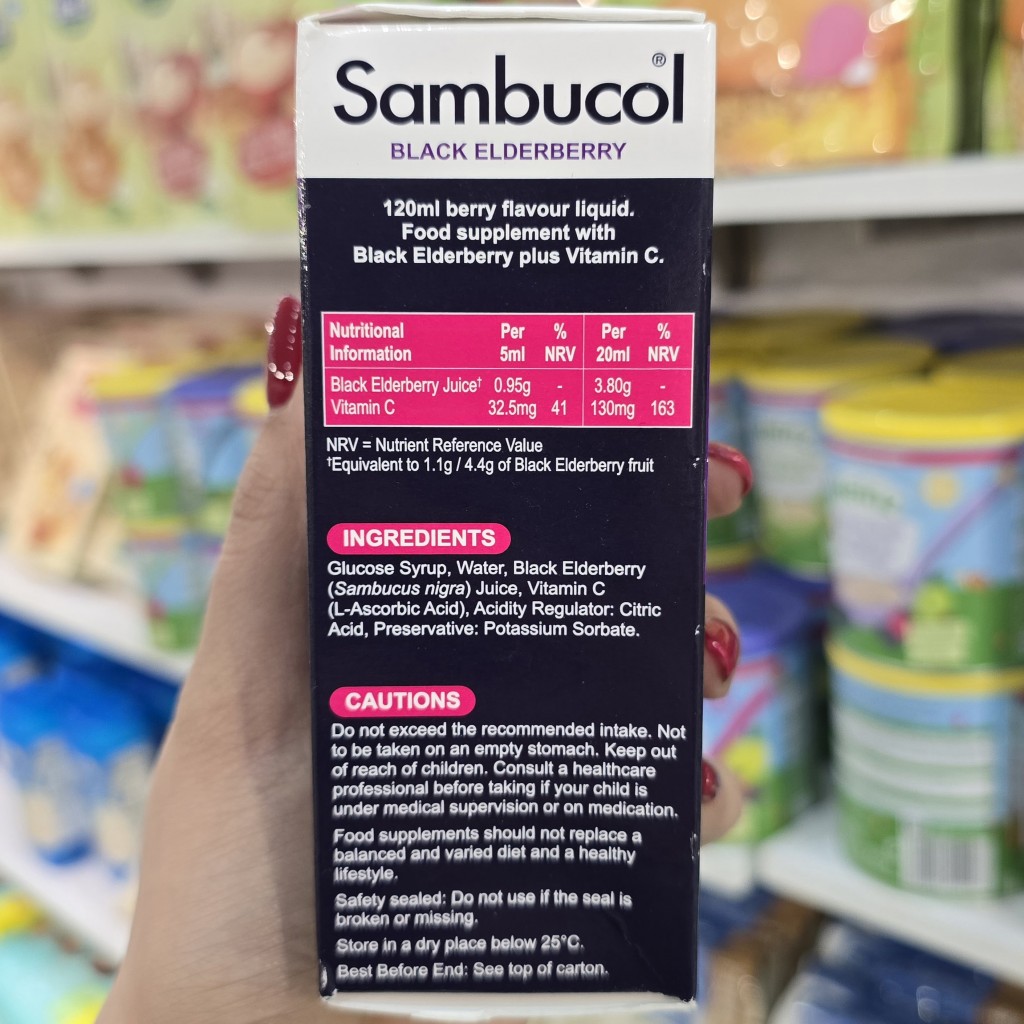 Sambucol®
BLACK ELDERBERRY
120ml berry flavour liquid.
Food supplement with
Black Elderberry plus Vitamin C.
Nutritional Per % Per %
Information 5ml NRV 20ml NRV
Black Elderberry Juice† 0.95g - 3.80g -
Vitamin C 32.5mg 41 130mg 163
NRV = Nutrient Reference Value
†Equivalent to 1.1g / 4.4g of Black Elderberry fruit
INGREDIENTS
Glucose Syrup, Water, Black Elderberry
(Sambucus nigra) Juice, Vitamin C
(L-Ascorbic Acid), Acidity Regulator: Citric
Acid, Preservative: Potassium Sorbate.
CAUTIONS
Do not exceed the recommended intake. Not
to be taken on an empty stomach. Keep out
of reach of children. Consult a healthcare
professional before taking if your child is
under medical supervision or on medication.
Food supplements should not replace a
balanced and varied diet and a healthy
lifestyle.
Safety sealed: Do not use if the seal is
broken or missing.
Store in a dry place below 25°C.
Best Before End: See top of carton.